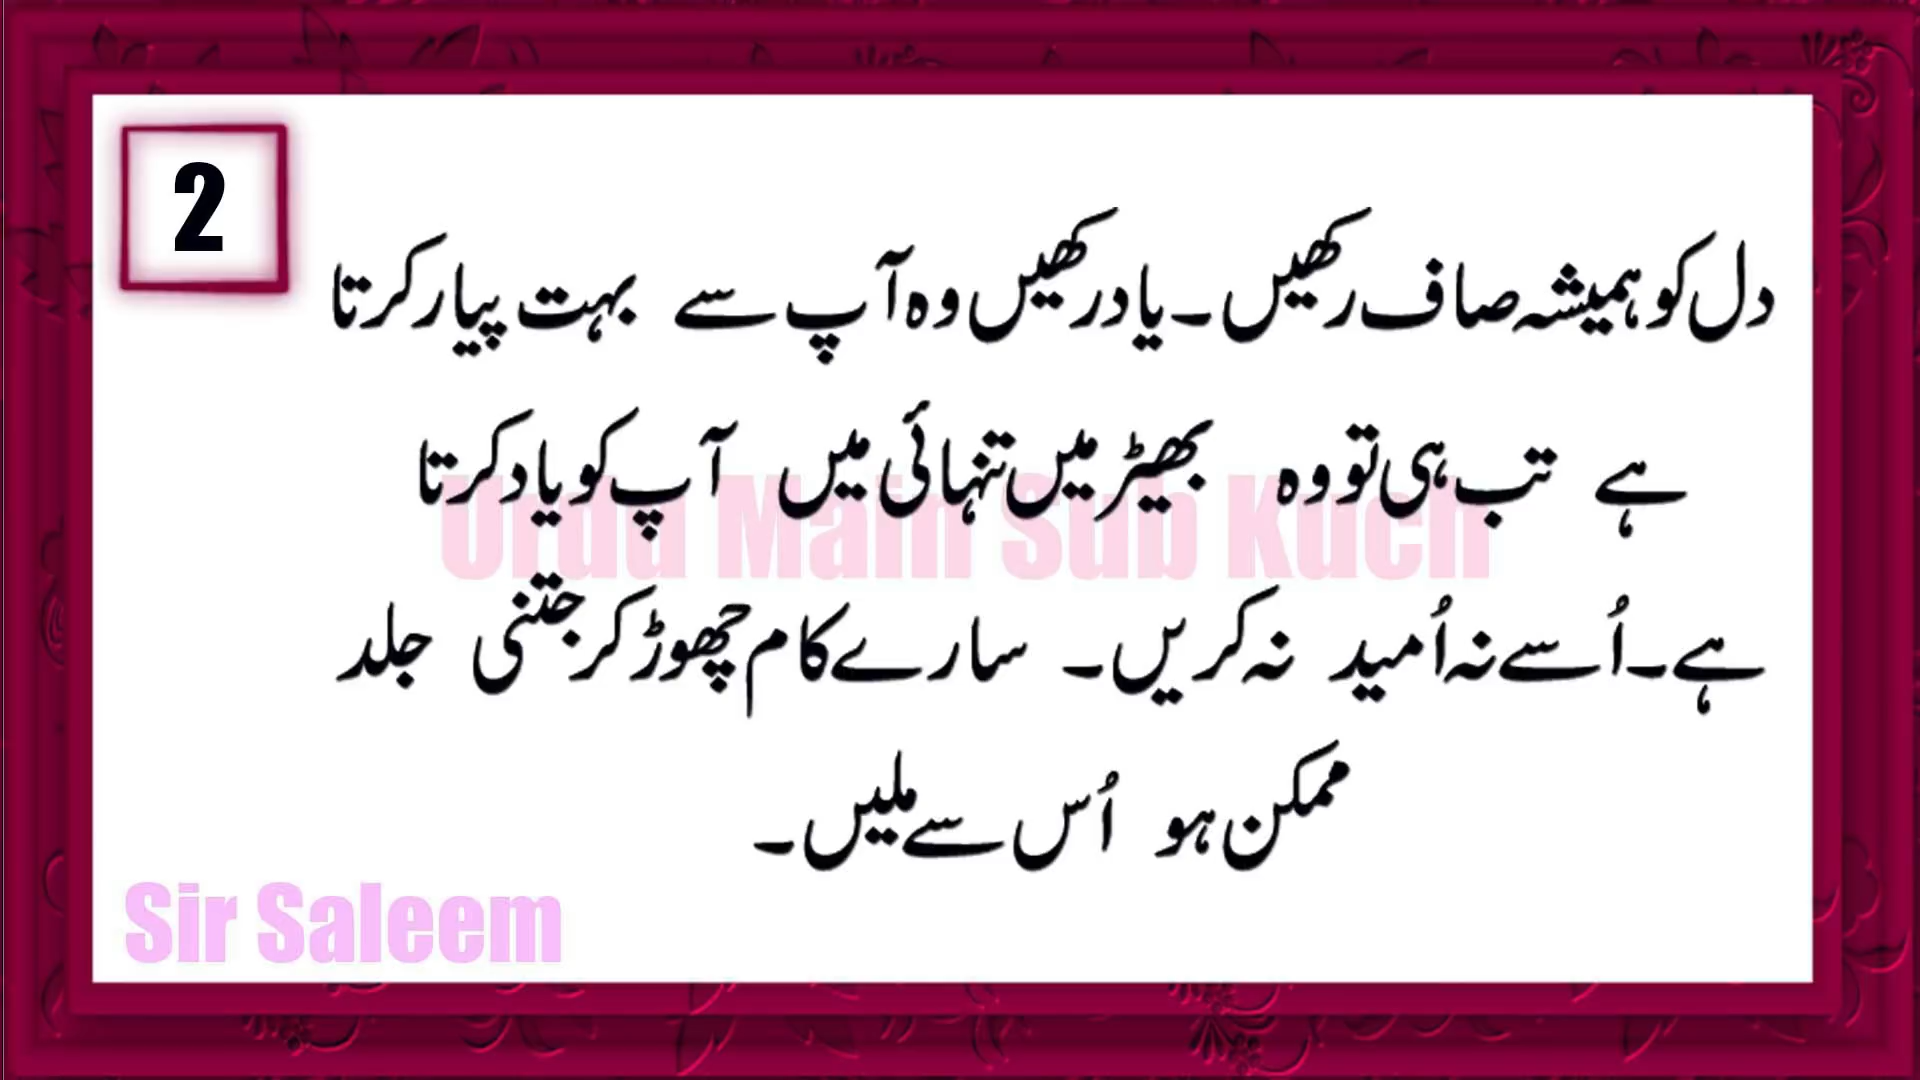 2
دل کو ہمیشہ صاف رکھیں۔ یاد رکھیں وہ آپ سے بہت پیار کرتا
ہے تب ہی تو وہ بھیڑ میں تنہائی میں آپ کو یاد کرتا
Urdu Main Sub Kuch
ہے۔ اُسے نہ اُمید نہ کریں۔ سارے کام چھوڑ کر جتنی جلد
ممکن ہو اُس سے ملیں۔
Sir Saleem